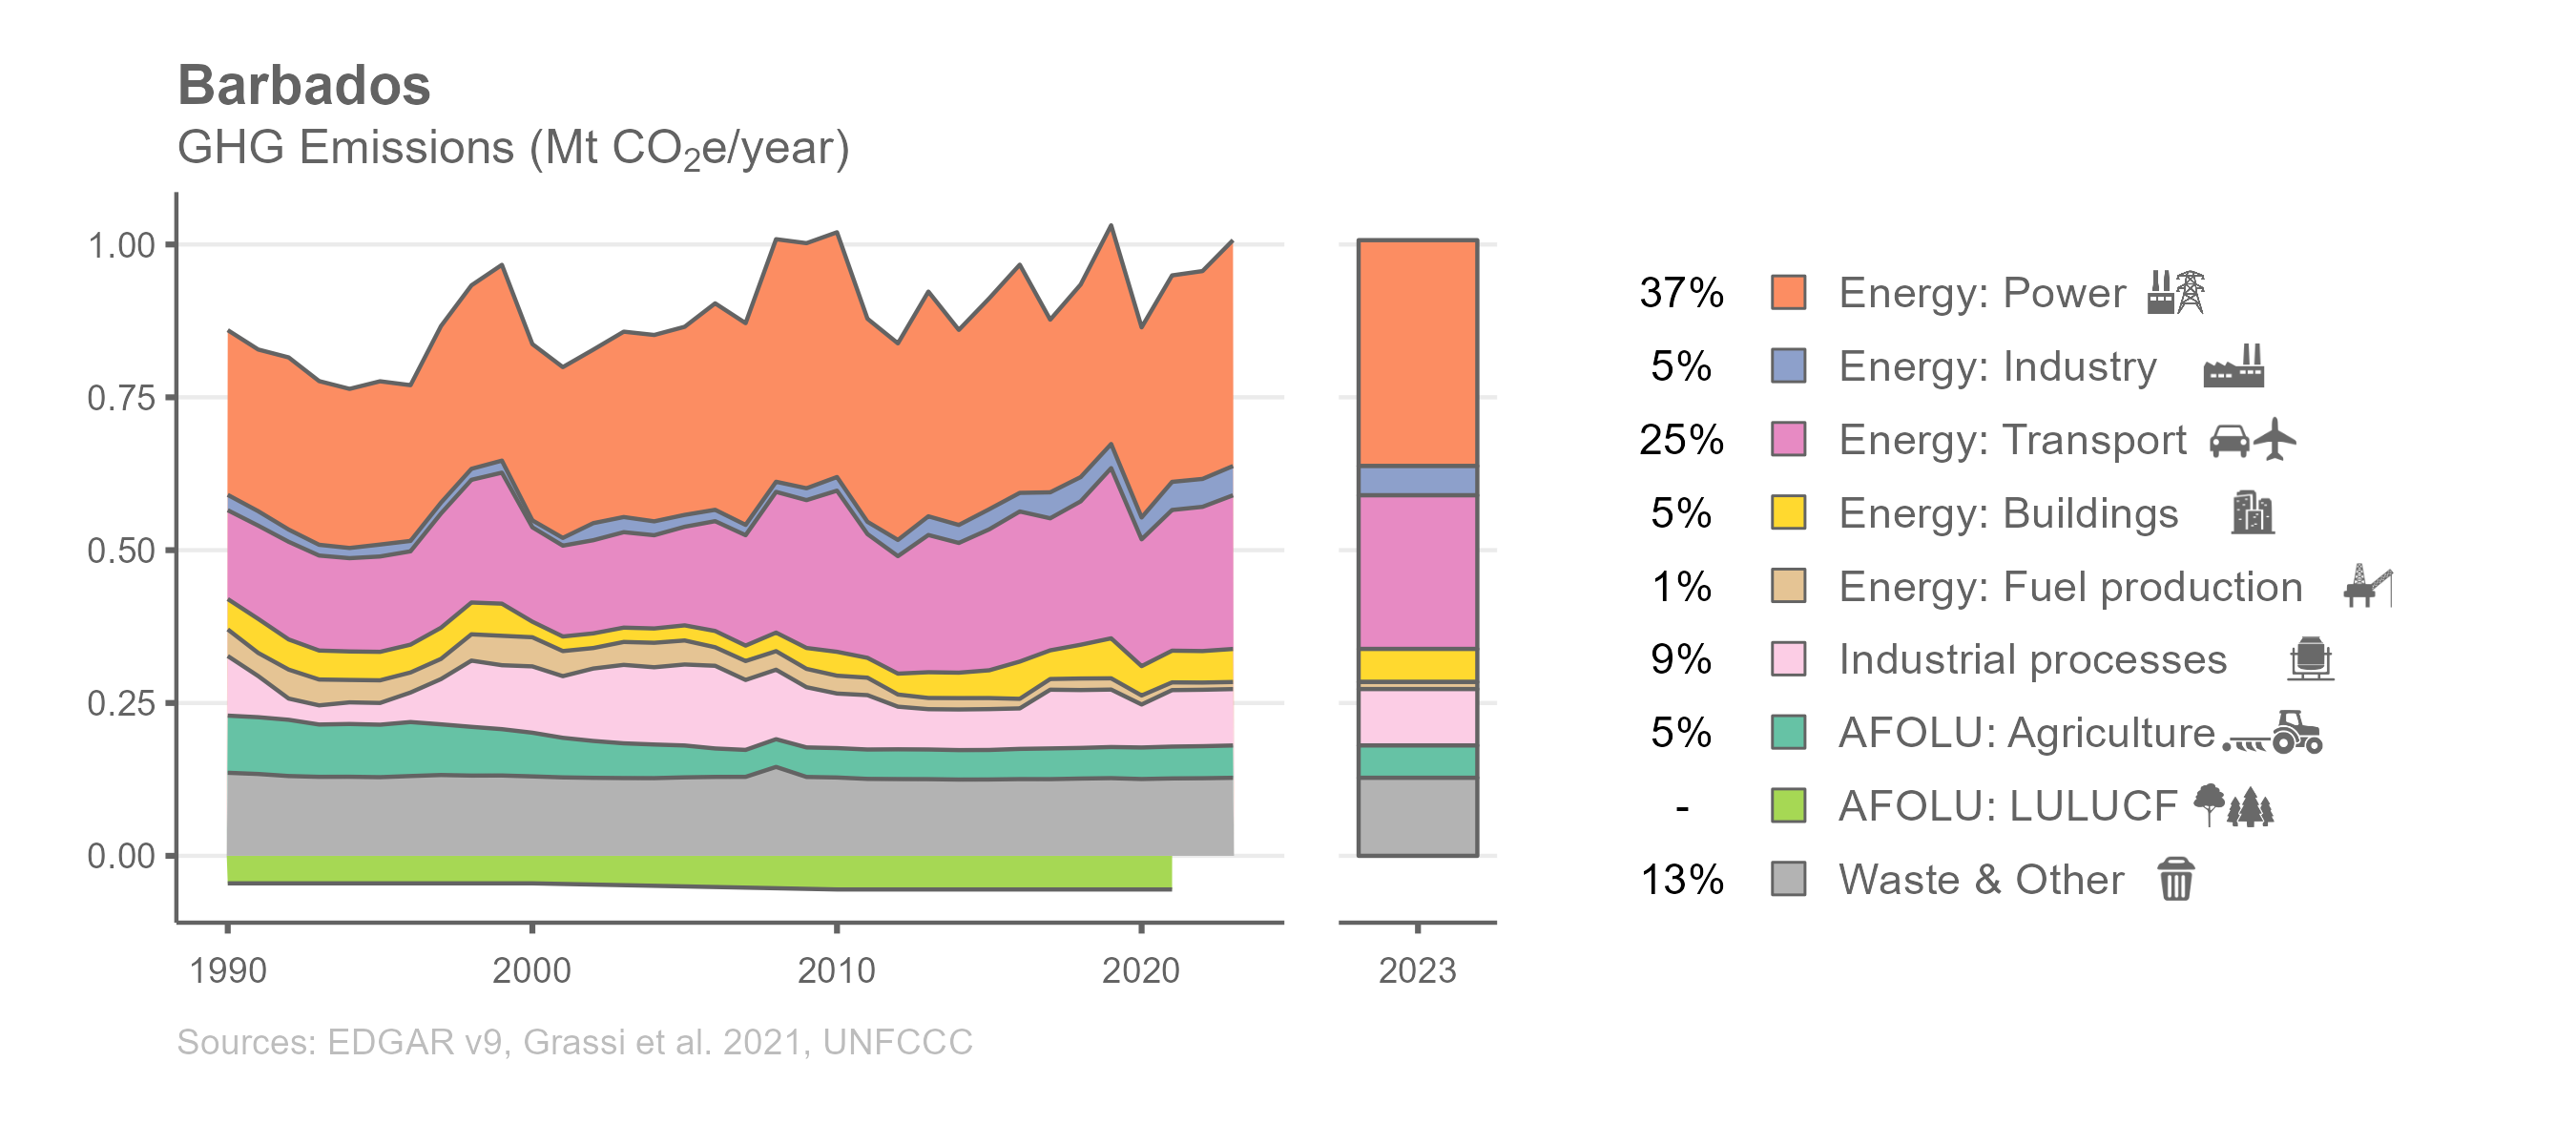 Barbados
GHG Emissions (Mt CO₂e/year)
1.00
0.75
0.50
0.25
0.00
1990 2000 2010 2020 2023
37% Energy: Power
5% Energy: Industry
25% Energy: Transport
5% Energy: Buildings
1% Energy: Fuel production
9% Industrial processes
5% AFOLU: Agriculture
- AFOLU: LULUCF
13% Waste & Other
Sources: EDGAR v9, Grassi et al. 2021, UNFCCC